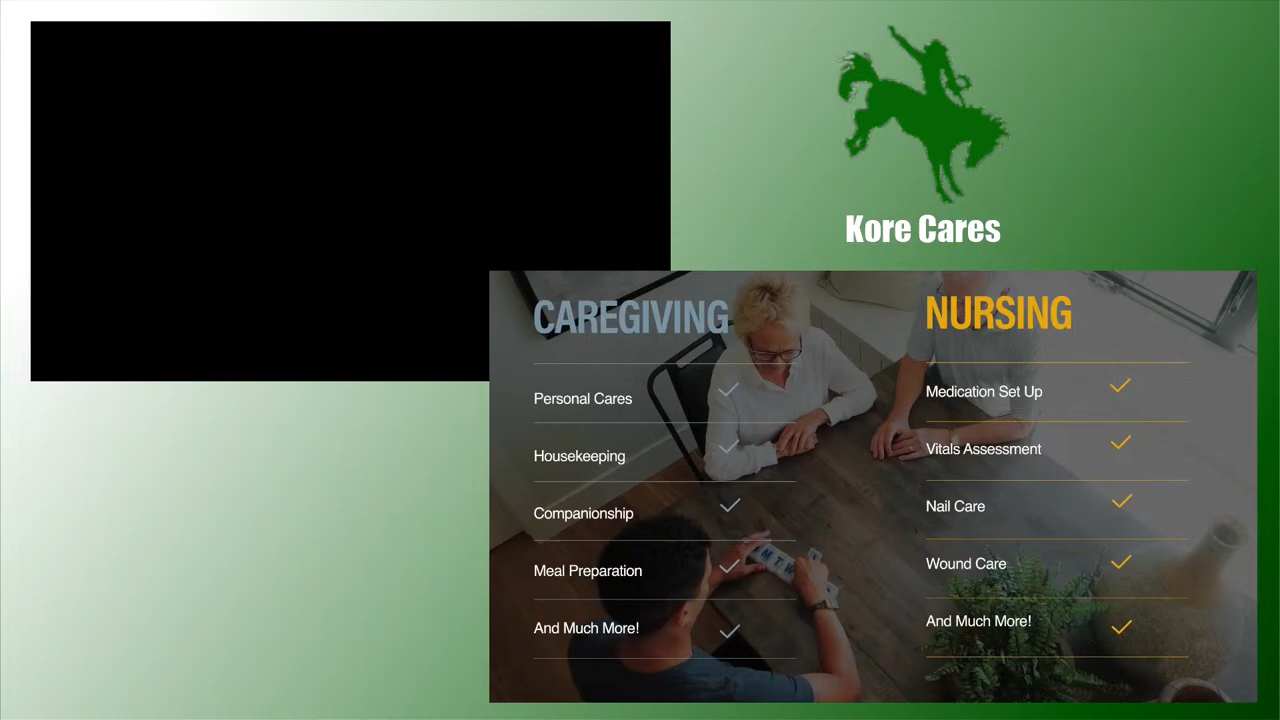 Kore Cares
CAREGIVING
Personal Cares
Housekeeping
Companionship
Meal Preparation
And Much More!
NURSING
Medication Set Up
Vitals Assessment
Nail Care
Wound Care
And Much More!
M T W